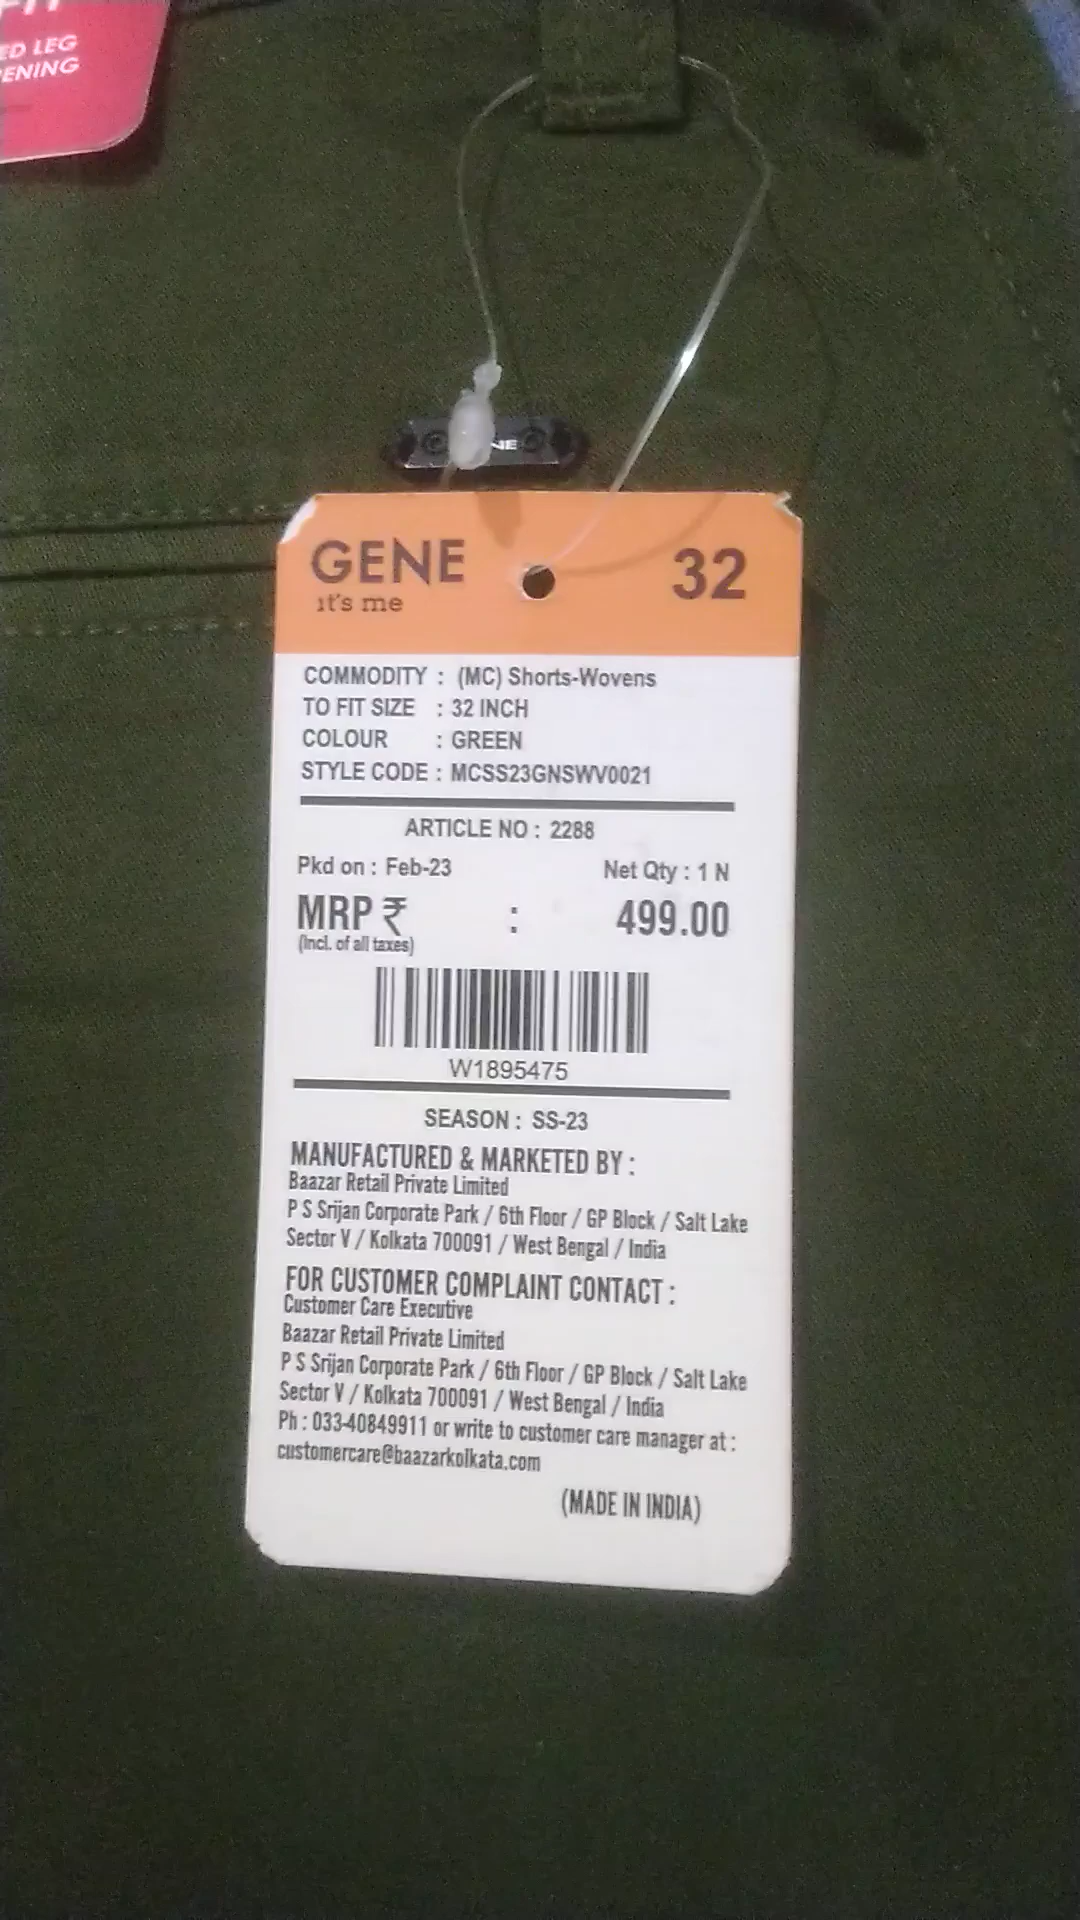 ED LEG
ENING
NE
GENE
it's me
32
COMMODITY : (MC) Shorts-Wovens
TO FIT SIZE : 32 INCH
COLOUR : GREEN
STYLE CODE : MCSS23GNSWV0021
ARTICLE NO : 2288
Pkd on : Feb-23 Net Qty : 1 N
MRP ₹ : 499.00
(Incl. of all taxes)
W1895475
SEASON : SS-23
MANUFACTURED & MARKETED BY :
Baazar Retail Private Limited
P S Srijan Corporate Park / 6th Floor / GP Block / Salt Lake
Sector V / Kolkata 700091 / West Bengal / India
FOR CUSTOMER COMPLAINT CONTACT :
Customer Care Executive
Baazar Retail Private Limited
P S Srijan Corporate Park / 6th Floor / GP Block / Salt Lake
Sector V / Kolkata 700091 / West Bengal / India
Ph : 033-40849911 or write to customer care manager at :
customercare@baazarkolkata.com
(MADE IN INDIA)